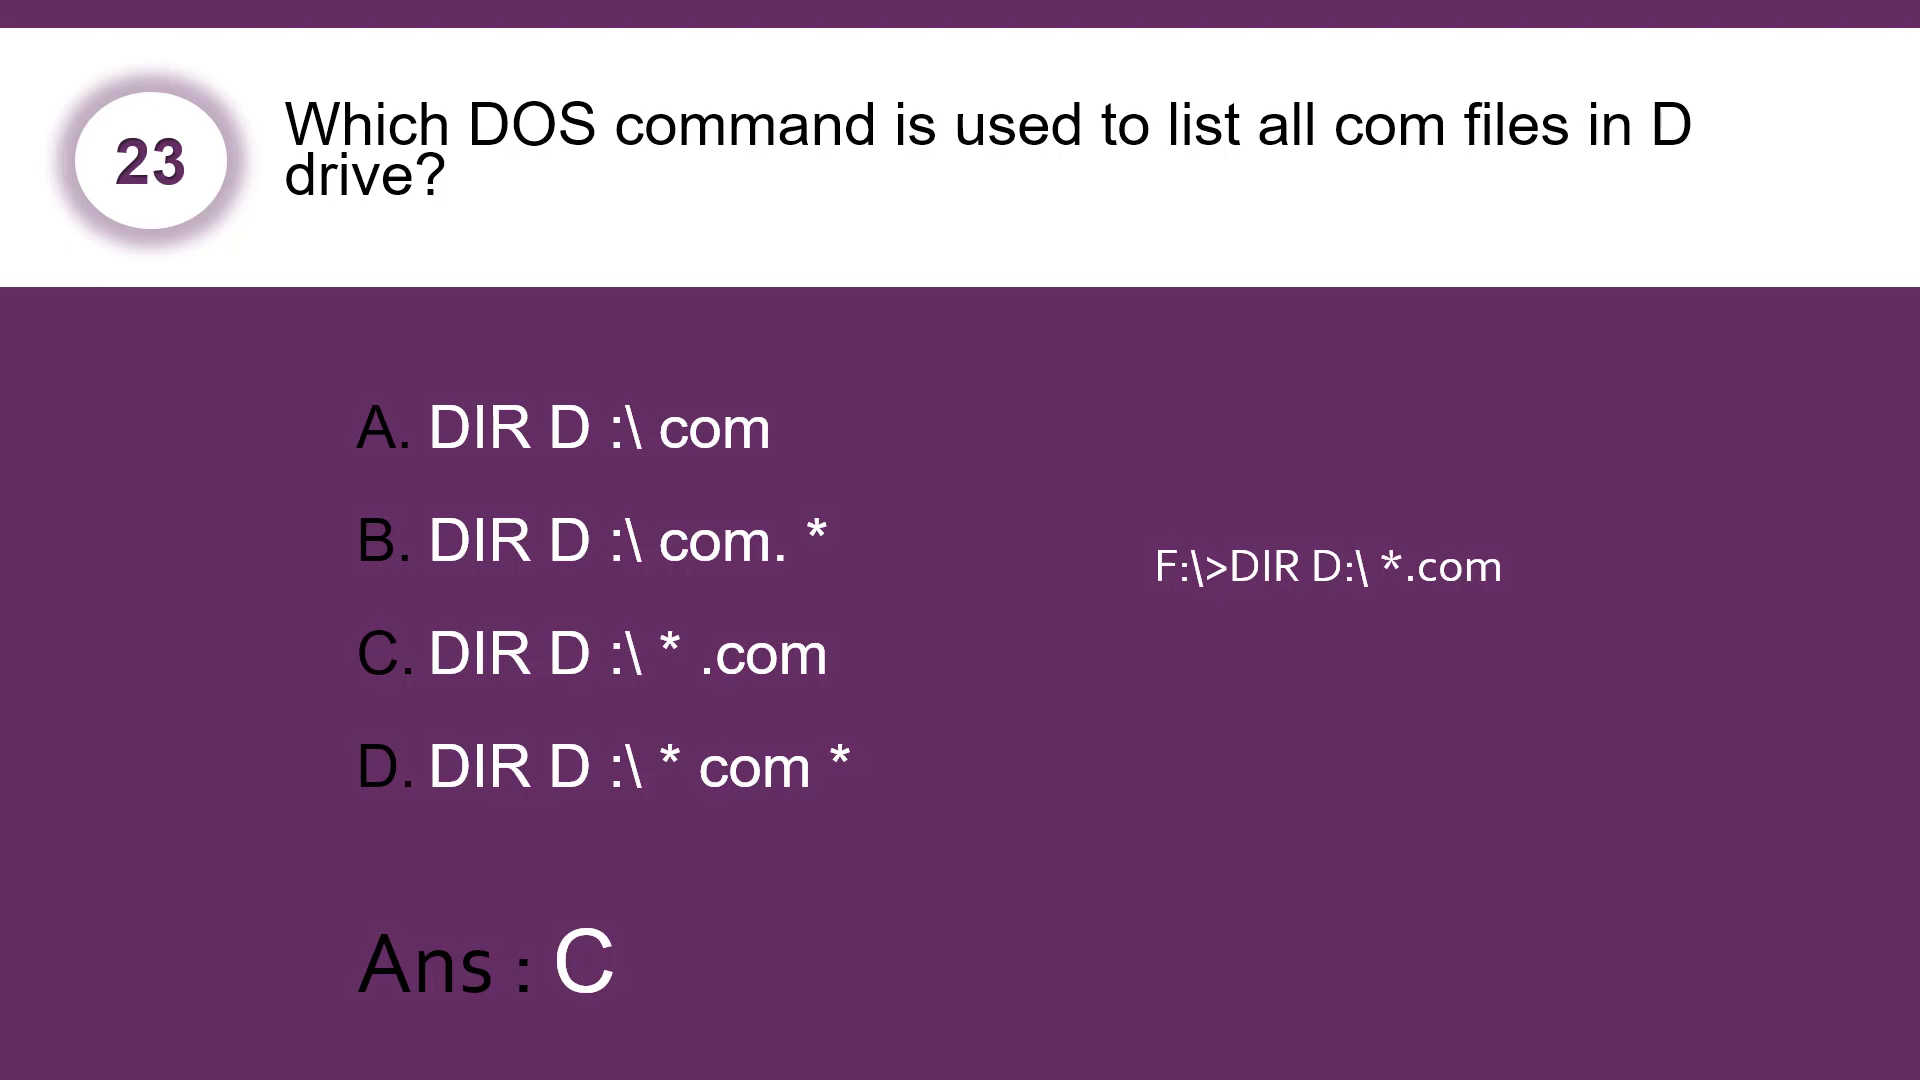 23
Which DOS command is used to list all com files in D
drive?
A. DIR D :\ com
B. DIR D :\ com. *
C. DIR D :\ * .com
D. DIR D :\ * com *
F:\>DIR D:\ *.com
Ans : C